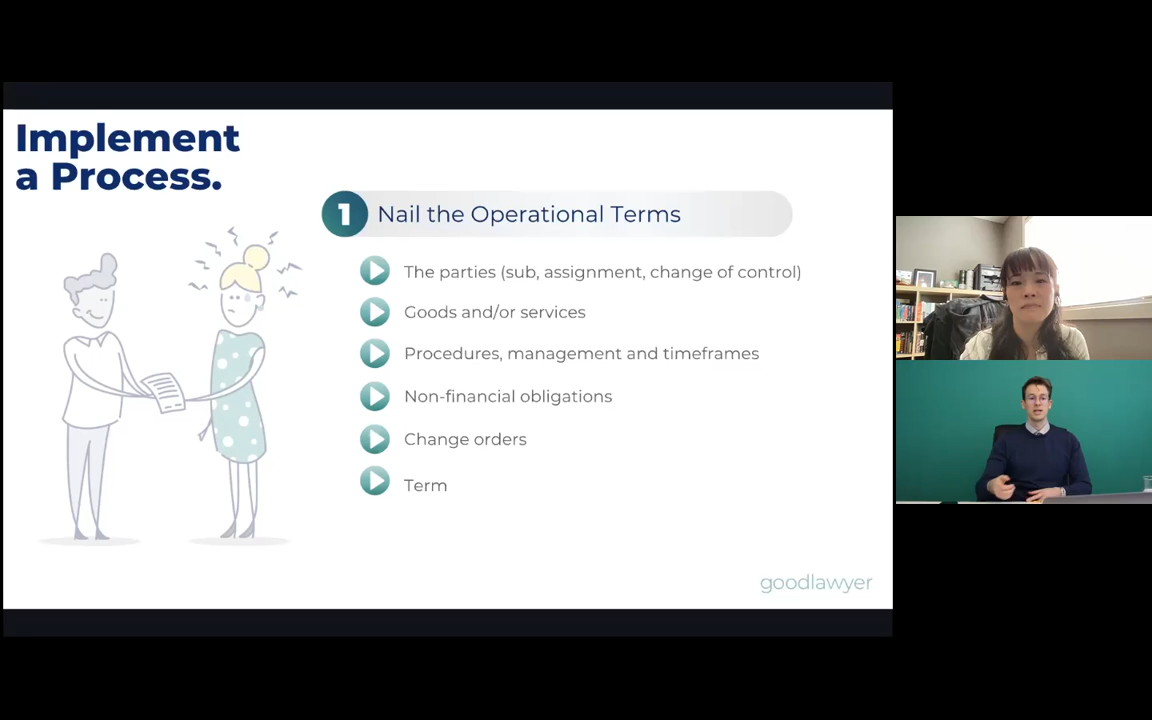 Implement
a Process.
1 Nail the Operational Terms
The parties (sub, assignment, change of control)
Goods and/or services
Procedures, management and timeframes
Non-financial obligations
Change orders
Term
goodlawyer